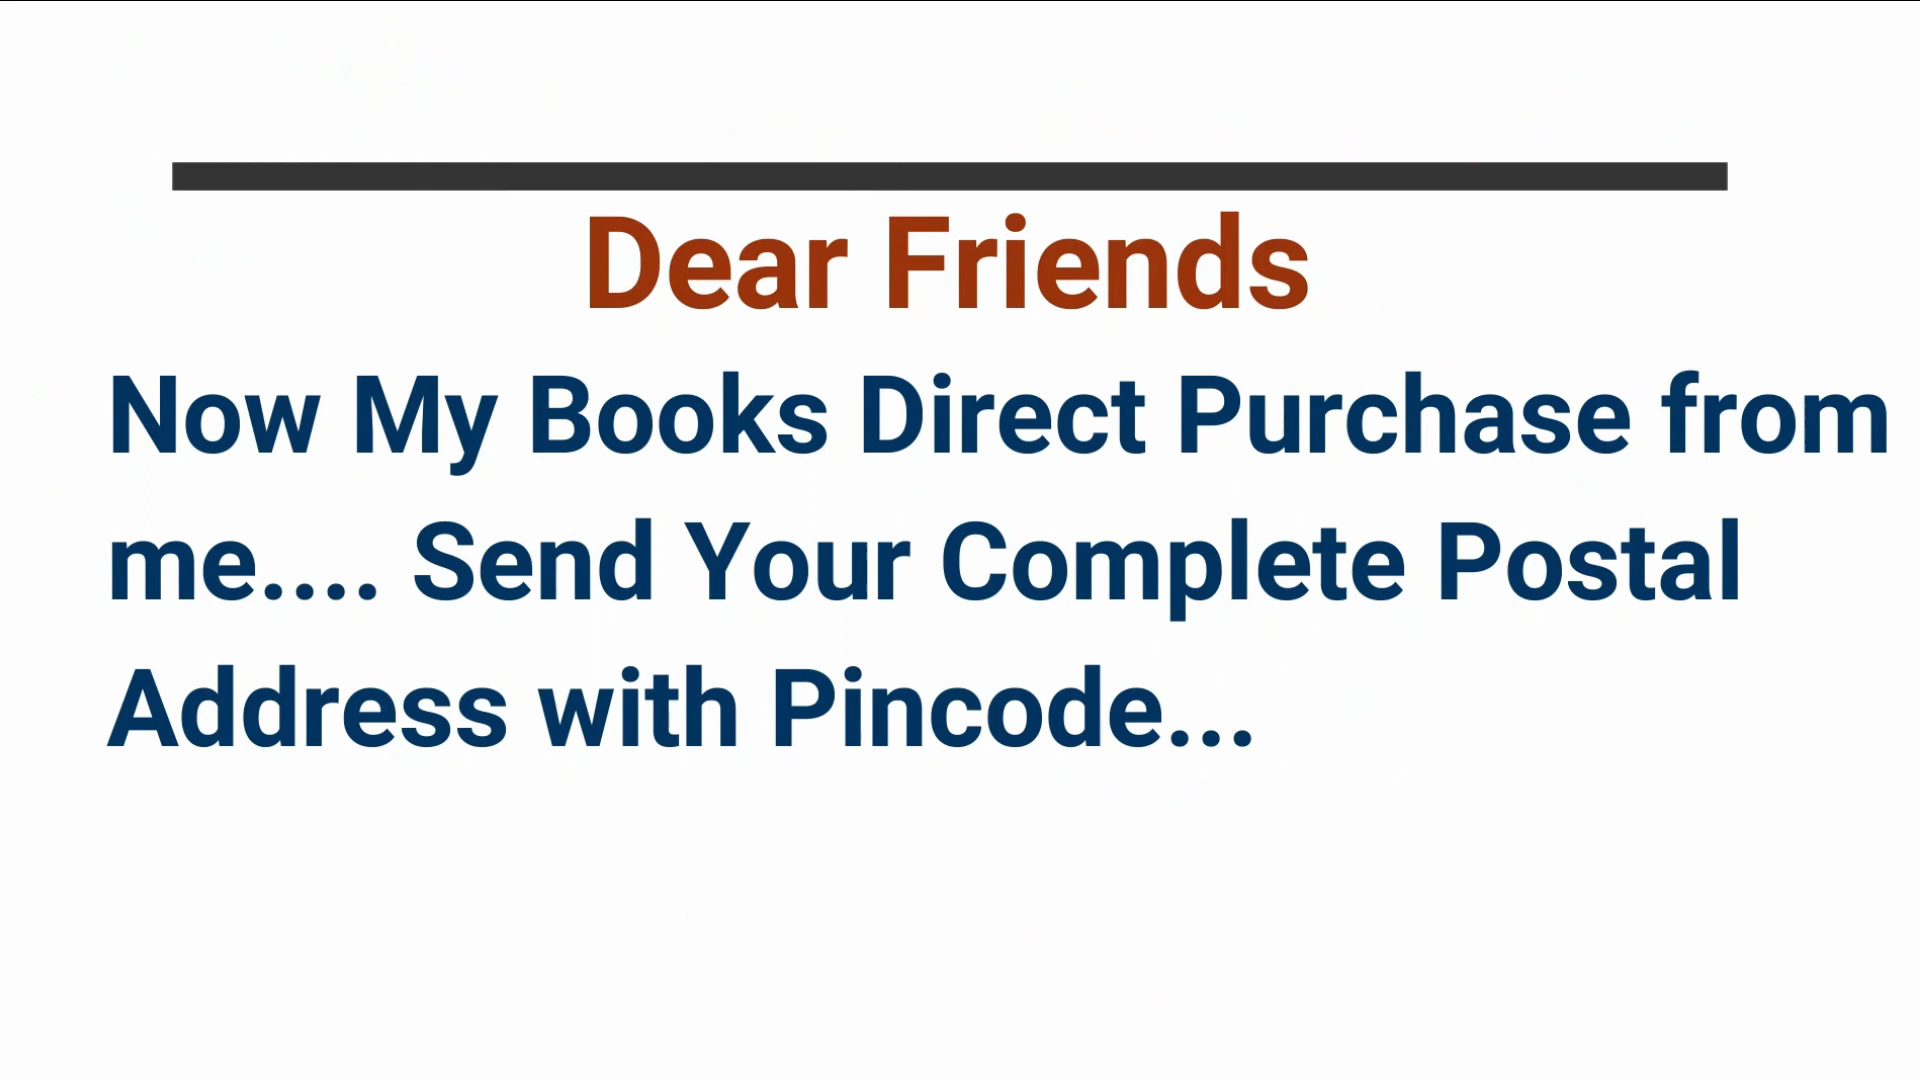 Dear Friends
Now My Books Direct Purchase from
me.... Send Your Complete Postal
Address with Pincode...